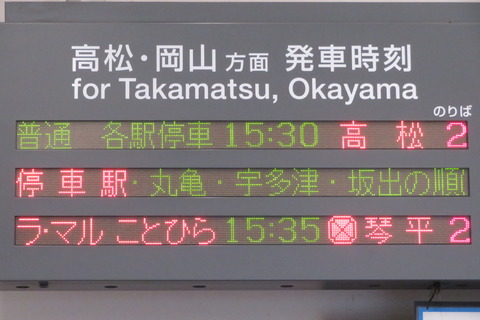 高松・岡山方面 発車時刻
for Takamatsu, Okayama
のりば
普通 各駅停車 15:30 高松 2
停車駅・丸亀・宇多津・坂出の順
ラ・マルことひら 15:35 琴平 2